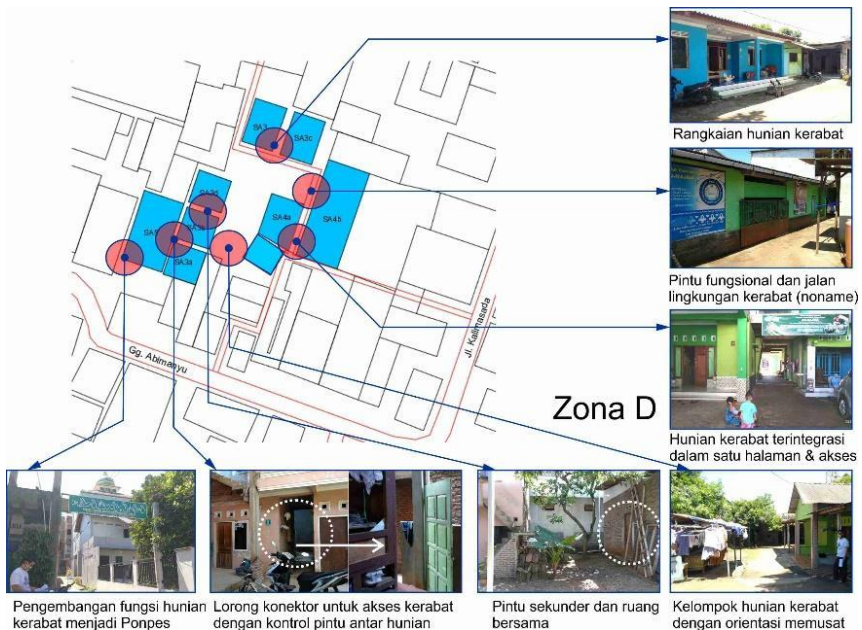 Rangkaian hunian kerabat
SA3
SA3c
SA3d
SA4a
SA4b
SA3a
Pintu fungsional dan jalan
lingkungan kerabat (noname)
Gg. Abimanyu
Jl. Kalimasada
Zona D
Hunian kerabat terintegrasi
dalam satu halaman & akses
Pengembangan fungsi hunian
kerabat menjadi Ponpes
Lorong konektor untuk akses kerabat
dengan kontrol pintu antar hunian
Pintu sekunder dan ruang
bersama
Kelompok hunian kerabat
dengan orientasi memusat